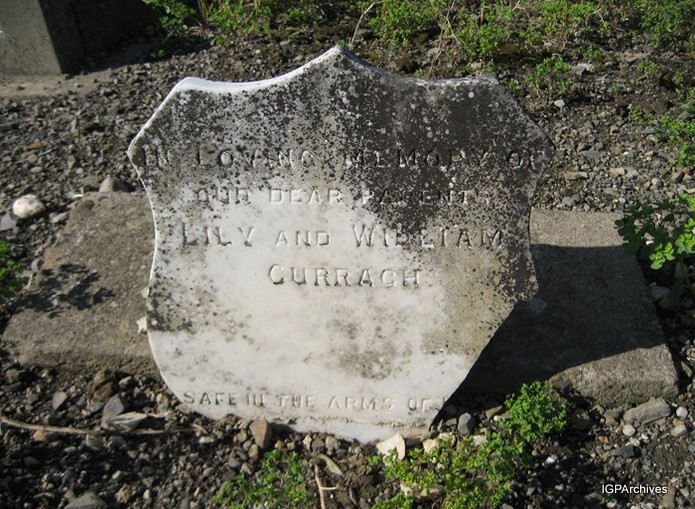 IN LOVING MEMORY OF
OUR DEAR PARENTS
LILY AND WILLIAM
CURRAGH
SAFE IN THE ARMS OF
IGPArchives